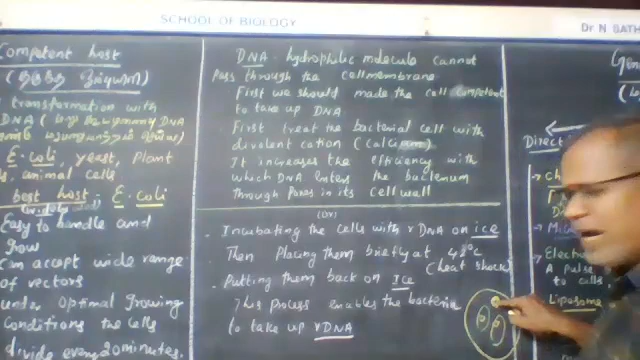 SCHOOL OF BIOLOGY
Dr. N SATH
Competent host
transformation with
DNA
E.coli, yeast, plant
animal cells
best host: E.coli
Easy to handle and
grow
Can accept wide range
of vectors
under Optimal Growing
Conditions the cells
divide every 20 minutes.
DNA - hydrophilic molecule cannot
pass through the cell membrane
First we should made the cell competent
to take up DNA
First treat the bacterial cell with
divalent cation (calcium)
It increases the efficiency with
which DNA enters the bacterium
through Pores in its cell wall
(or)
Incubating the cells with rDNA on ice
Then Placing them briefly at 42°C
(heat shock)
Putting them back on Ice
This process enables the bacteria
to take up rDNA
Gen
Direct
Electro
A pulse
to cells
Liposome